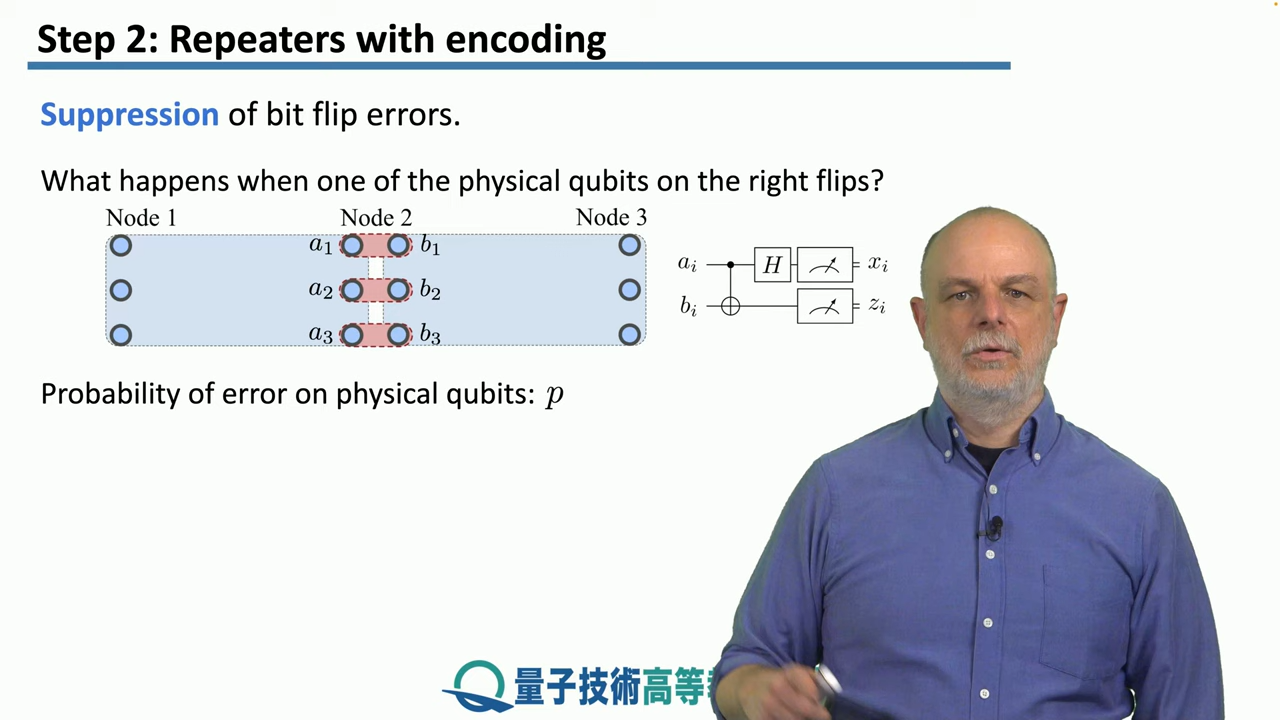 Step 2: Repeaters with encoding
Suppression of bit flip errors.
What happens when one of the physical qubits on the right flips?
Node 1 Node 2 Node 3
a₁ b₁
a₂ b₂
a₃ b₃
aᵢ H xᵢ
bᵢ zᵢ
Probability of error on physical qubits: p
量子技術高等